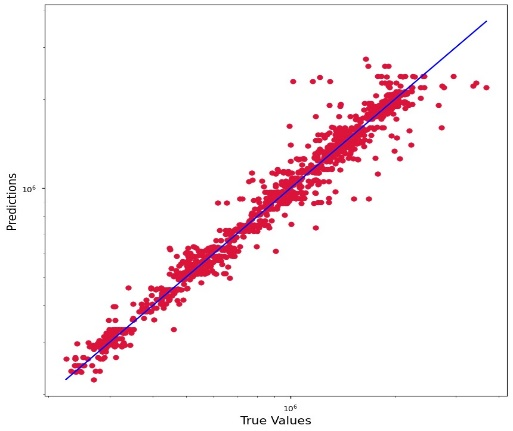 Predictions
10⁶
10⁶
True Values